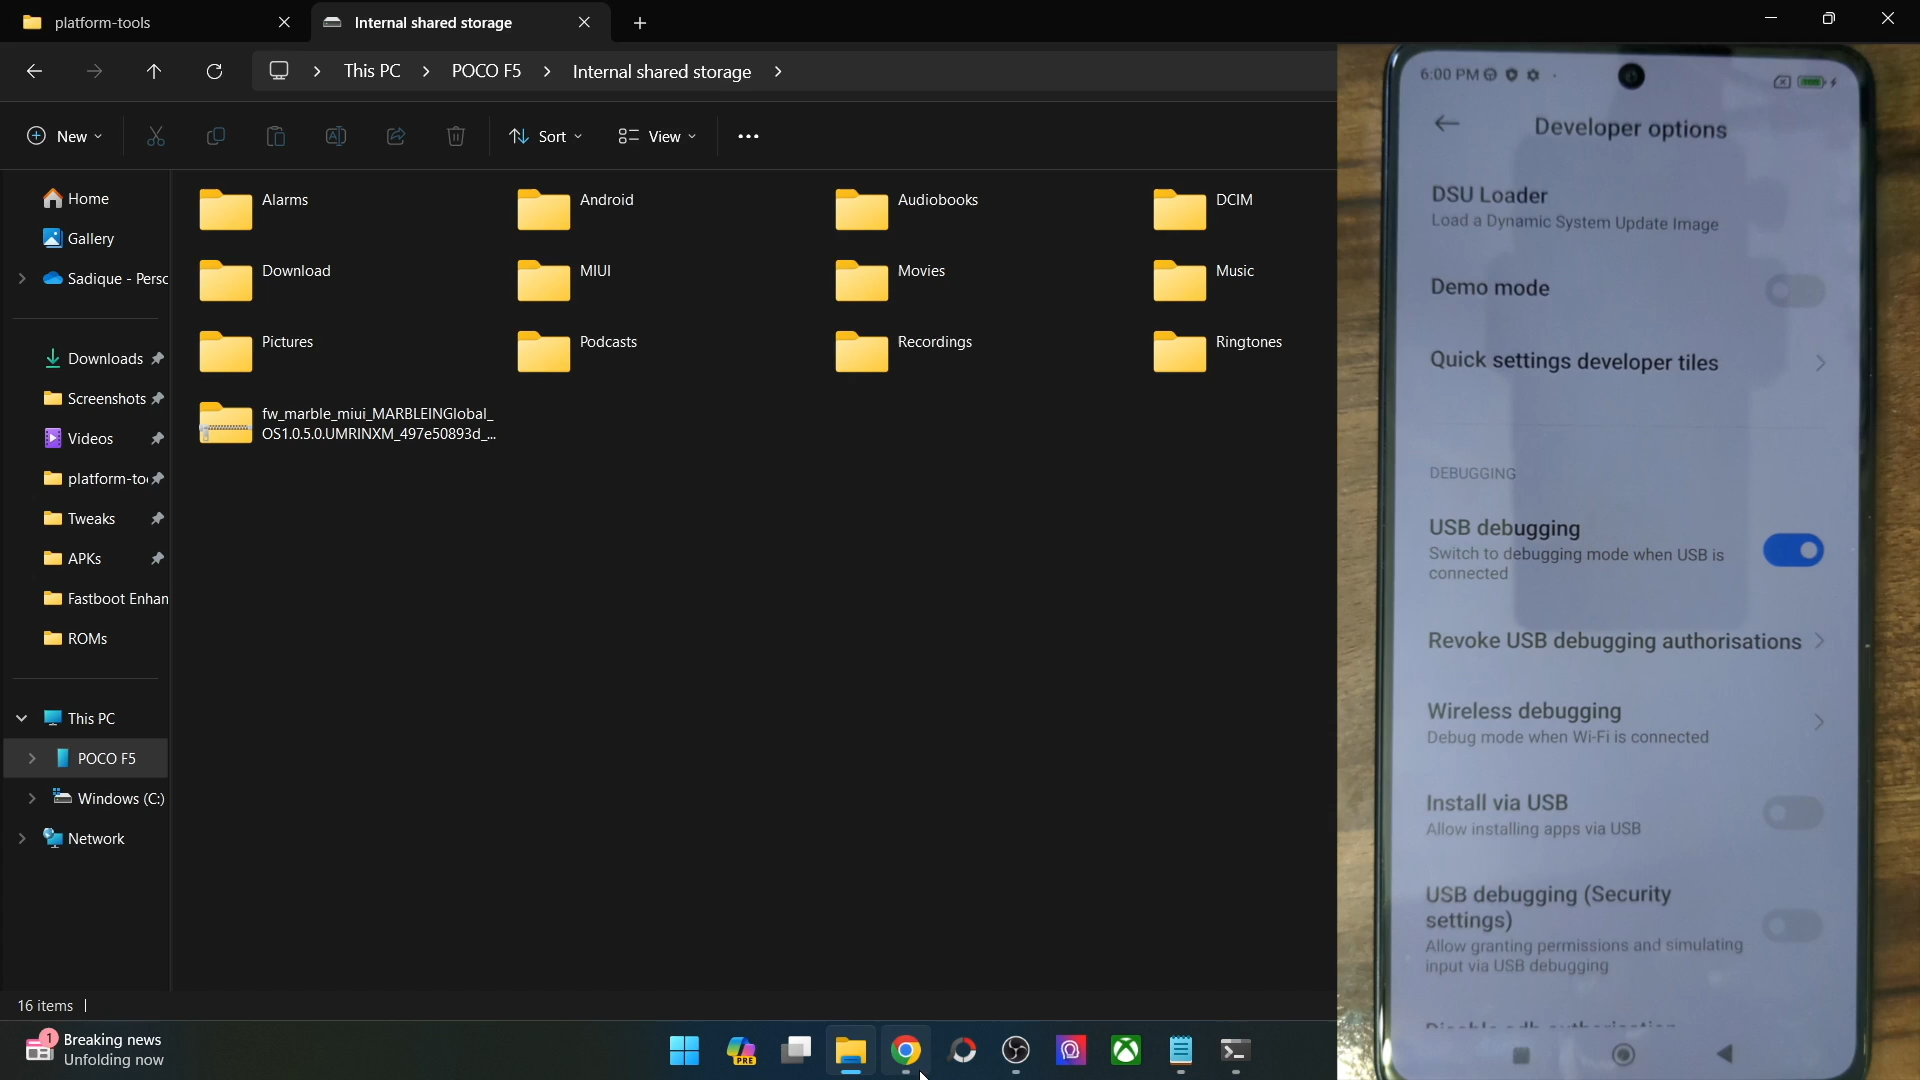 platform-tools
Internal shared storage
This PC
POCO F5
Internal shared storage
New
Sort
View
Home
Gallery
Sadique - Persc
Downloads
Screenshots
Videos
platform-to
Tweaks
APKs
Fastboot Enhan
ROMs
This PC
POCO F5
Windows (C:)
Network
Alarms
Android
Audiobooks
DCIM
Download
MIUI
Movies
Music
Pictures
Podcasts
Recordings
Ringtones
fw_marble_miui_MARBLEINGlobal_
OS1.0.5.0.UMRINXM_497e50893d_...
16 items
1
Breaking news
Unfolding now
PRE
6:00 PM
Developer options
DSU Loader
Load a Dynamic System Update Image
Demo mode
Quick settings developer tiles
DEBUGGING
USB debugging
Switch to debugging mode when USB is
connected
Revoke USB debugging authorisations
Wireless debugging
Debug mode when Wi-Fi is connected
Install via USB
Allow installing apps via USB
USB debugging (Security
settings)
Allow granting permissions and simulating
input via USB debugging